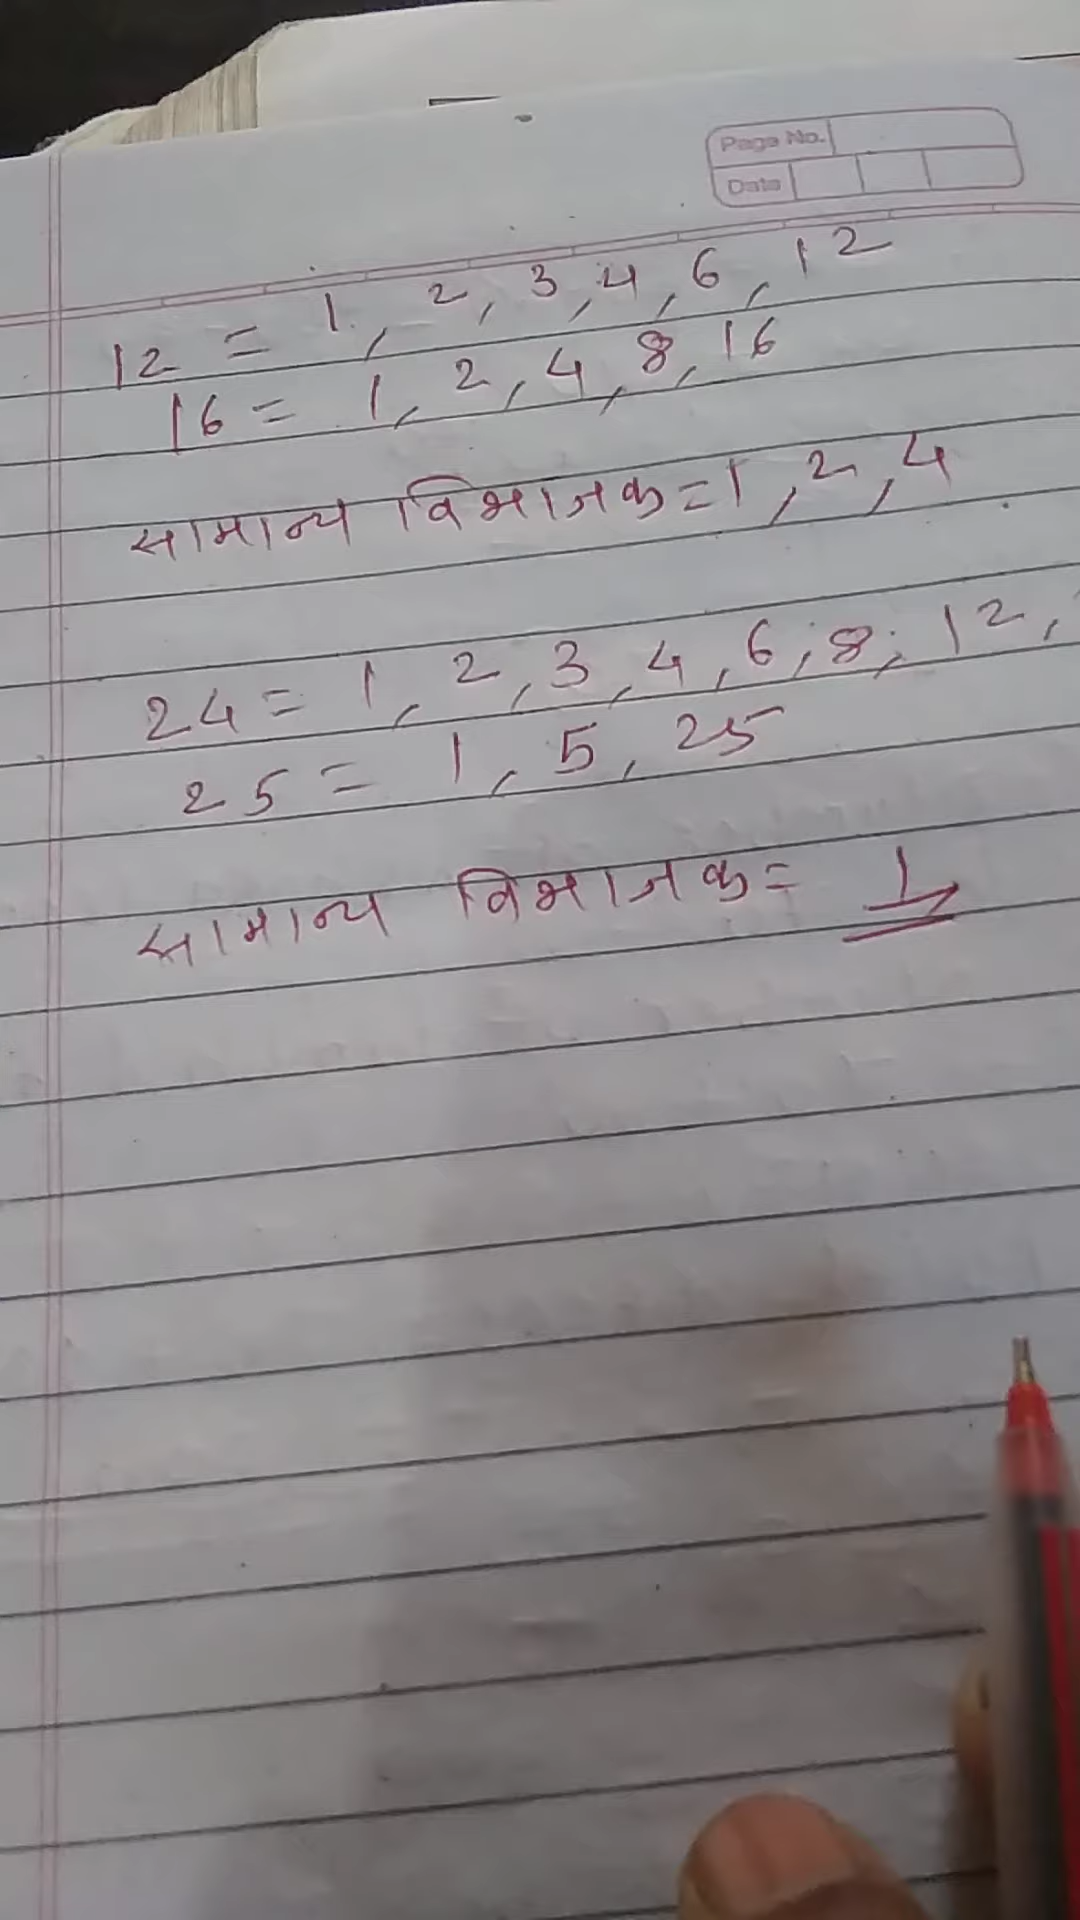 Page No.
Date
12 = 1, 2, 3, 4, 6, 12
16 = 1, 2, 4, 8, 16
सामान्य विभाजक = 1, 2, 4
24 = 1, 2, 3, 4, 6, 8, 12,
25 = 1, 5, 25
सामान्य विभाजक = 1